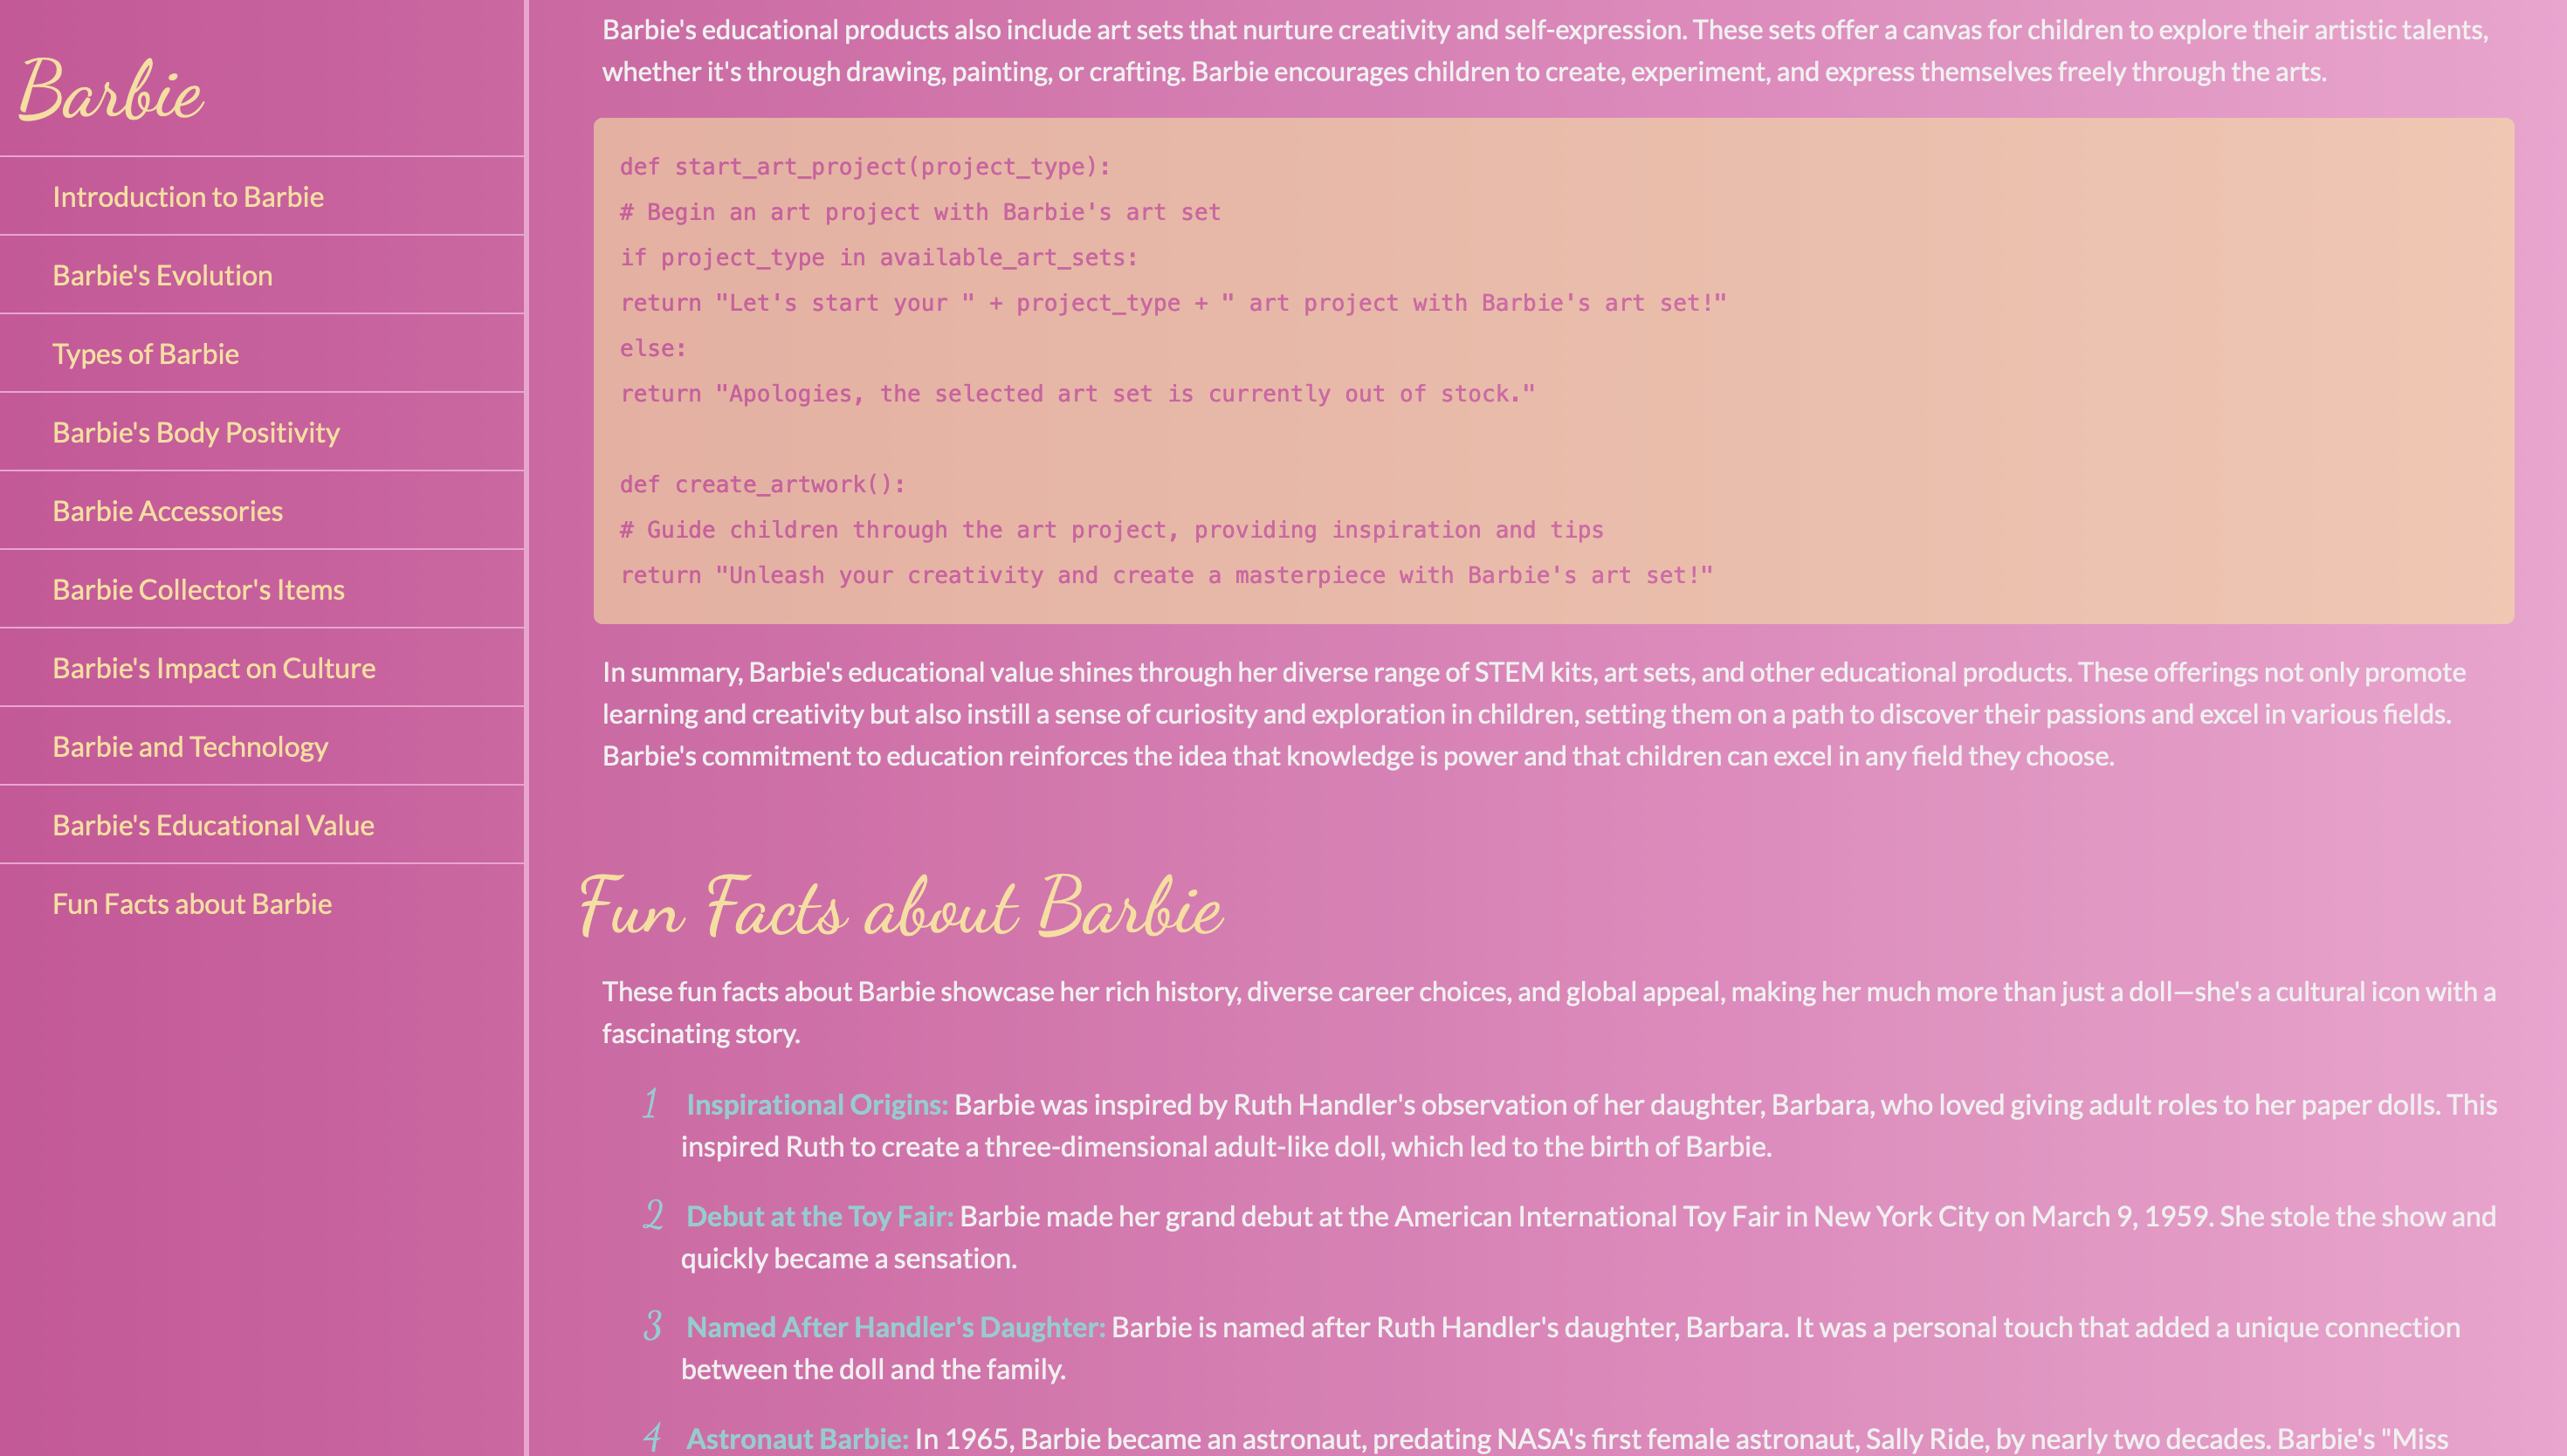 Barbie
Introduction to Barbie
Barbie's Evolution
Types of Barbie
Barbie's Body Positivity
Barbie Accessories
Barbie Collector's Items
Barbie's Impact on Culture
Barbie and Technology
Barbie's Educational Value
Fun Facts about Barbie
Barbie's educational products also include art sets that nurture creativity and self-expression. These sets offer a canvas for children to explore their artistic talents,
whether it's through drawing, painting, or crafting. Barbie encourages children to create, experiment, and express themselves freely through the arts.
def start_art_project(project_type):
# Begin an art project with Barbie's art set
if project_type in available_art_sets:
return "Let's start your " + project_type + " art project with Barbie's art set!"
else:
return "Apologies, the selected art set is currently out of stock."
def create_artwork():
# Guide children through the art project, providing inspiration and tips
return "Unleash your creativity and create a masterpiece with Barbie's art set!"
In summary, Barbie's educational value shines through her diverse range of STEM kits, art sets, and other educational products. These offerings not only promote
learning and creativity but also instill a sense of curiosity and exploration in children, setting them on a path to discover their passions and excel in various fields.
Barbie's commitment to education reinforces the idea that knowledge is power and that children can excel in any field they choose.
Fun Facts about Barbie
These fun facts about Barbie showcase her rich history, diverse career choices, and global appeal, making her much more than just a doll—she's a cultural icon with a
fascinating story.
1 Inspirational Origins: Barbie was inspired by Ruth Handler's observation of her daughter, Barbara, who loved giving adult roles to her paper dolls. This
inspired Ruth to create a three-dimensional adult-like doll, which led to the birth of Barbie.
2 Debut at the Toy Fair: Barbie made her grand debut at the American International Toy Fair in New York City on March 9, 1959. She stole the show and
quickly became a sensation.
3 Named After Handler's Daughter: Barbie is named after Ruth Handler's daughter, Barbara. It was a personal touch that added a unique connection
between the doll and the family.
4 Astronaut Barbie: In 1965, Barbie became an astronaut, predating NASA's first female astronaut, Sally Ride, by nearly two decades. Barbie's "Miss